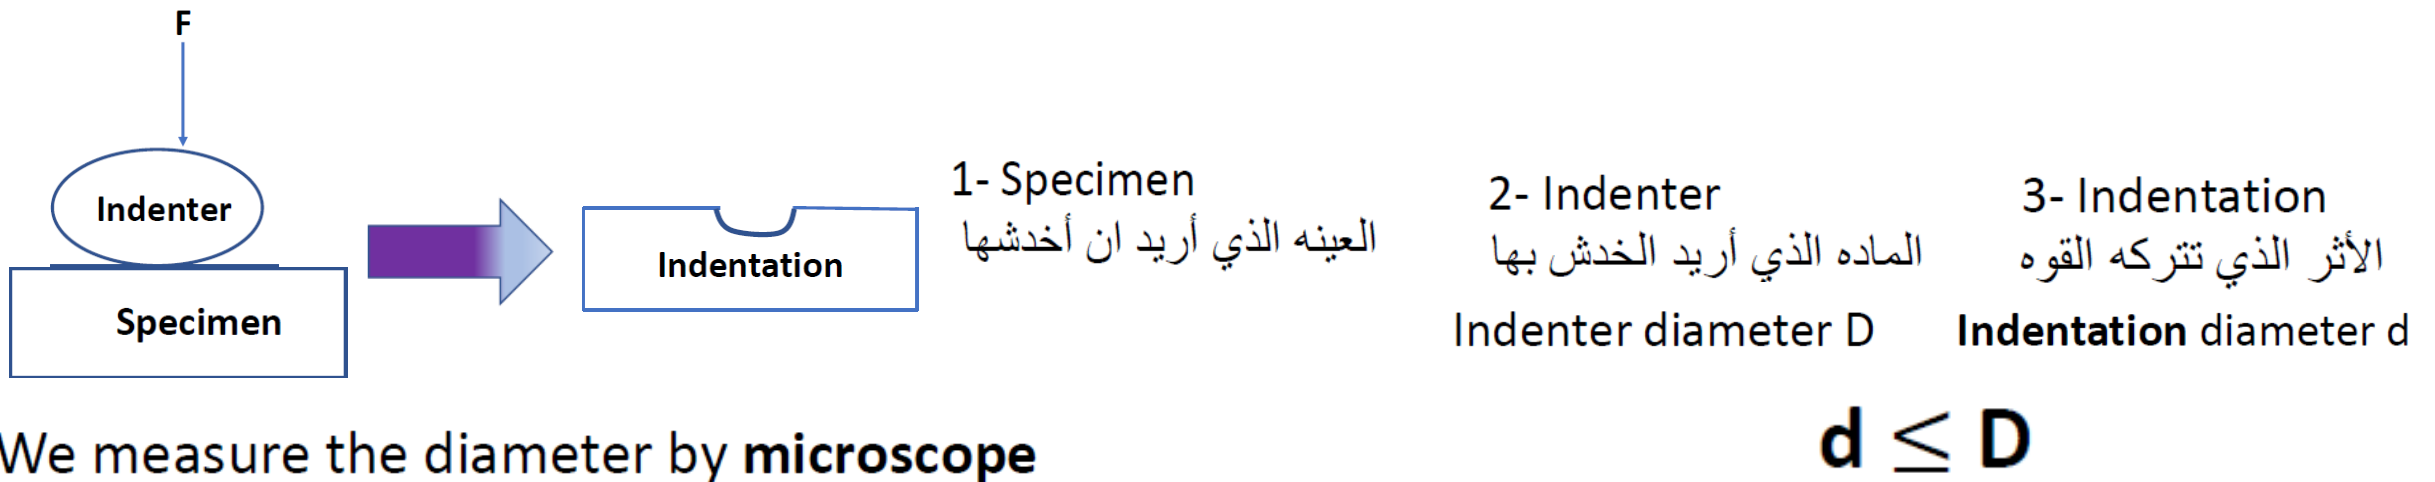 F
Indenter
Specimen
Indentation
1- Specimen
العينه الذي أريد ان أخدشها
2- Indenter
الماده الذي أريد الخدش بها
Indenter diameter D
3- Indentation
الأثر الذي تتركه القوه
Indentation diameter d
d ≤ D
We measure the diameter by microscope